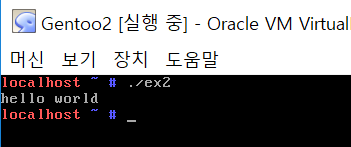 Gentoo2 [실행 중] - Oracle VM Virtuall
머신 보기 장치 도움말
localhost ~ # ./ex2
hello world
localhost ~ # _